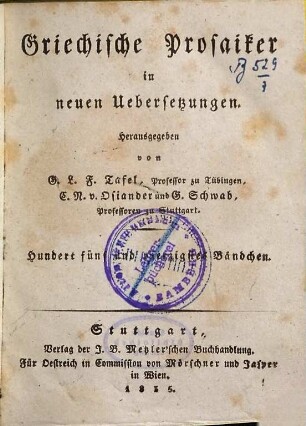 Griechische Prosaiker
in
neuen Uebersetzungen.
Herausgegeben
von
G. L. F. Tafel, Professor zu Tübingen,
C. N. v. Osiander und G. Schwab,
Professoren zu Stuttgart.
Hundert fünf und vierzigstes Bändchen.
Stuttgart,
Verlag der J. B. Metzler'schen Buchhandlung.
Für Oestreich in Commission von Mörschner und Jasper
in Wien.
1835.